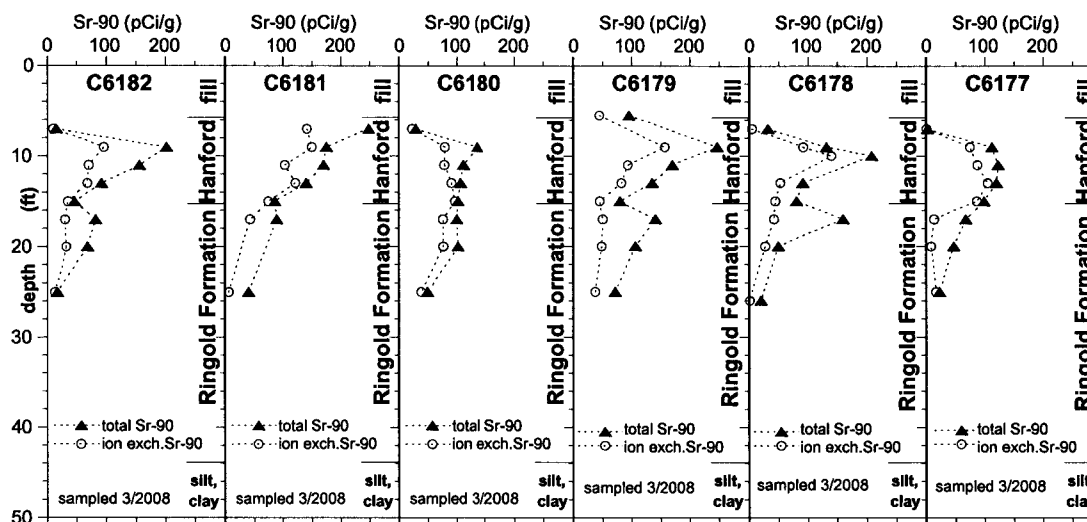 Sr-90 (pCi/g) Sr-90 (pCi/g) Sr-90 (pCi/g) Sr-90 (pCi/g) Sr-90 (pCi/g) Sr-90 (pCi/g)
0 100 200 0 100 200 0 100 200 0 100 200 0 100 200 0 100 200
C6182 C6181 C6180 C6179 C6178 C6177
0
10
20
30
40
50
depth (ft)
fill
Hanford
Ringold Formation
silt,
clay
total Sr-90
ion exch.Sr-90
sampled 3/2008
fill
Hanford
Ringold Formation
silt,
clay
total Sr-90
ion exch.Sr-90
sampled 3/2008
fill
Hanford
Ringold Formation
silt,
clay
total Sr-90
ion exch.Sr-90
sampled 3/2008
fill
Hanford
Ringold Formation
silt,
clay
total Sr-90
ion exch.Sr-90
sampled 3/2008
fill
Hanford
Ringold Formation
silt,
clay
total Sr-90
ion exch.Sr-90
sampled 3/2008
fill
Hanford
Ringold Formation
silt,
clay
total Sr-90
ion exch.Sr-90
sampled 3/2008